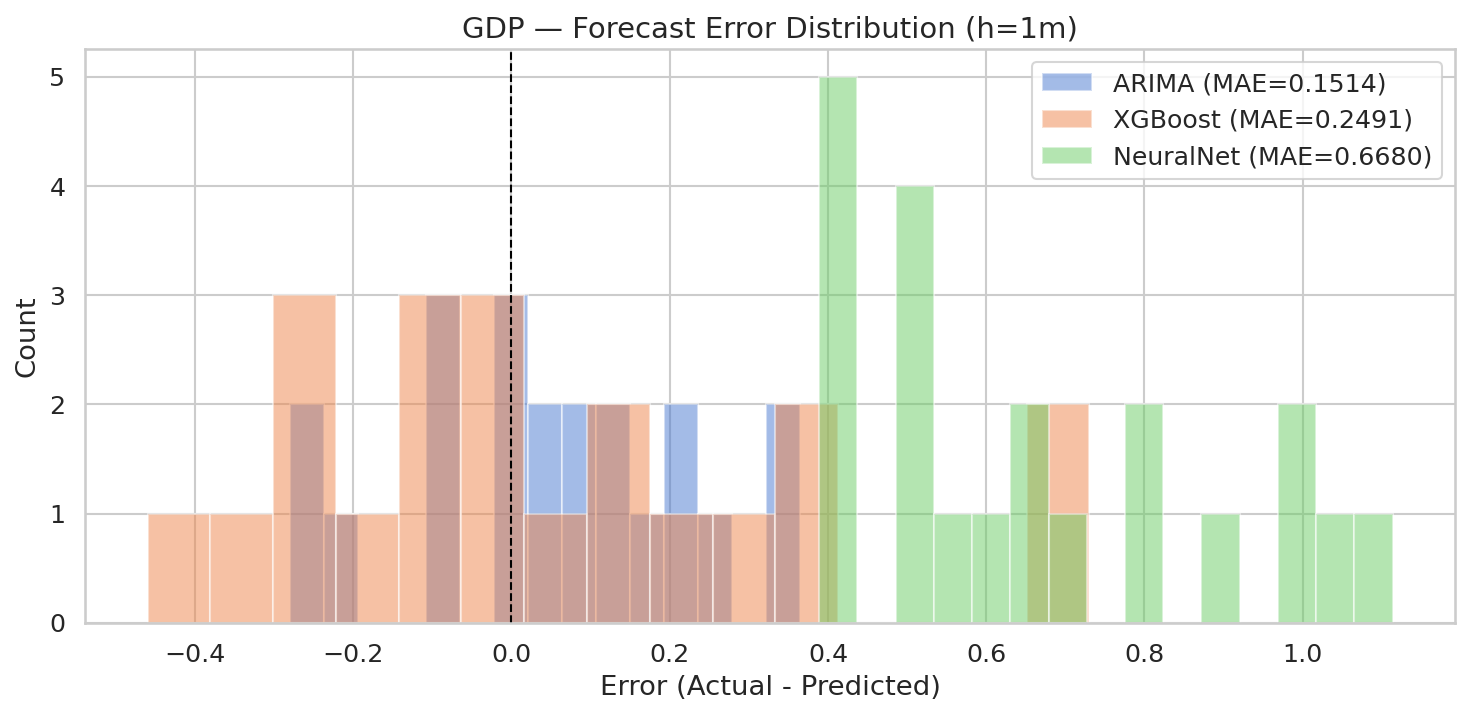 GDP — Forecast Error Distribution (h=1m)
ARIMA (MAE=0.1514)
XGBoost (MAE=0.2491)
NeuralNet (MAE=0.6680)
Count
5
4
3
2
1
0
−0.4 −0.2 0.0 0.2 0.4 0.6 0.8 1.0
Error (Actual - Predicted)